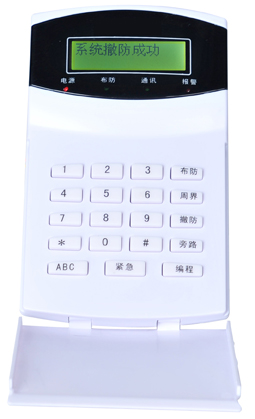 系统撤防成功
电源 布防 通讯 报警
1 2 3 布防
4 5 6 周界
7 8 9 撤防
* 0 # 旁路
ABC 紧急 编程